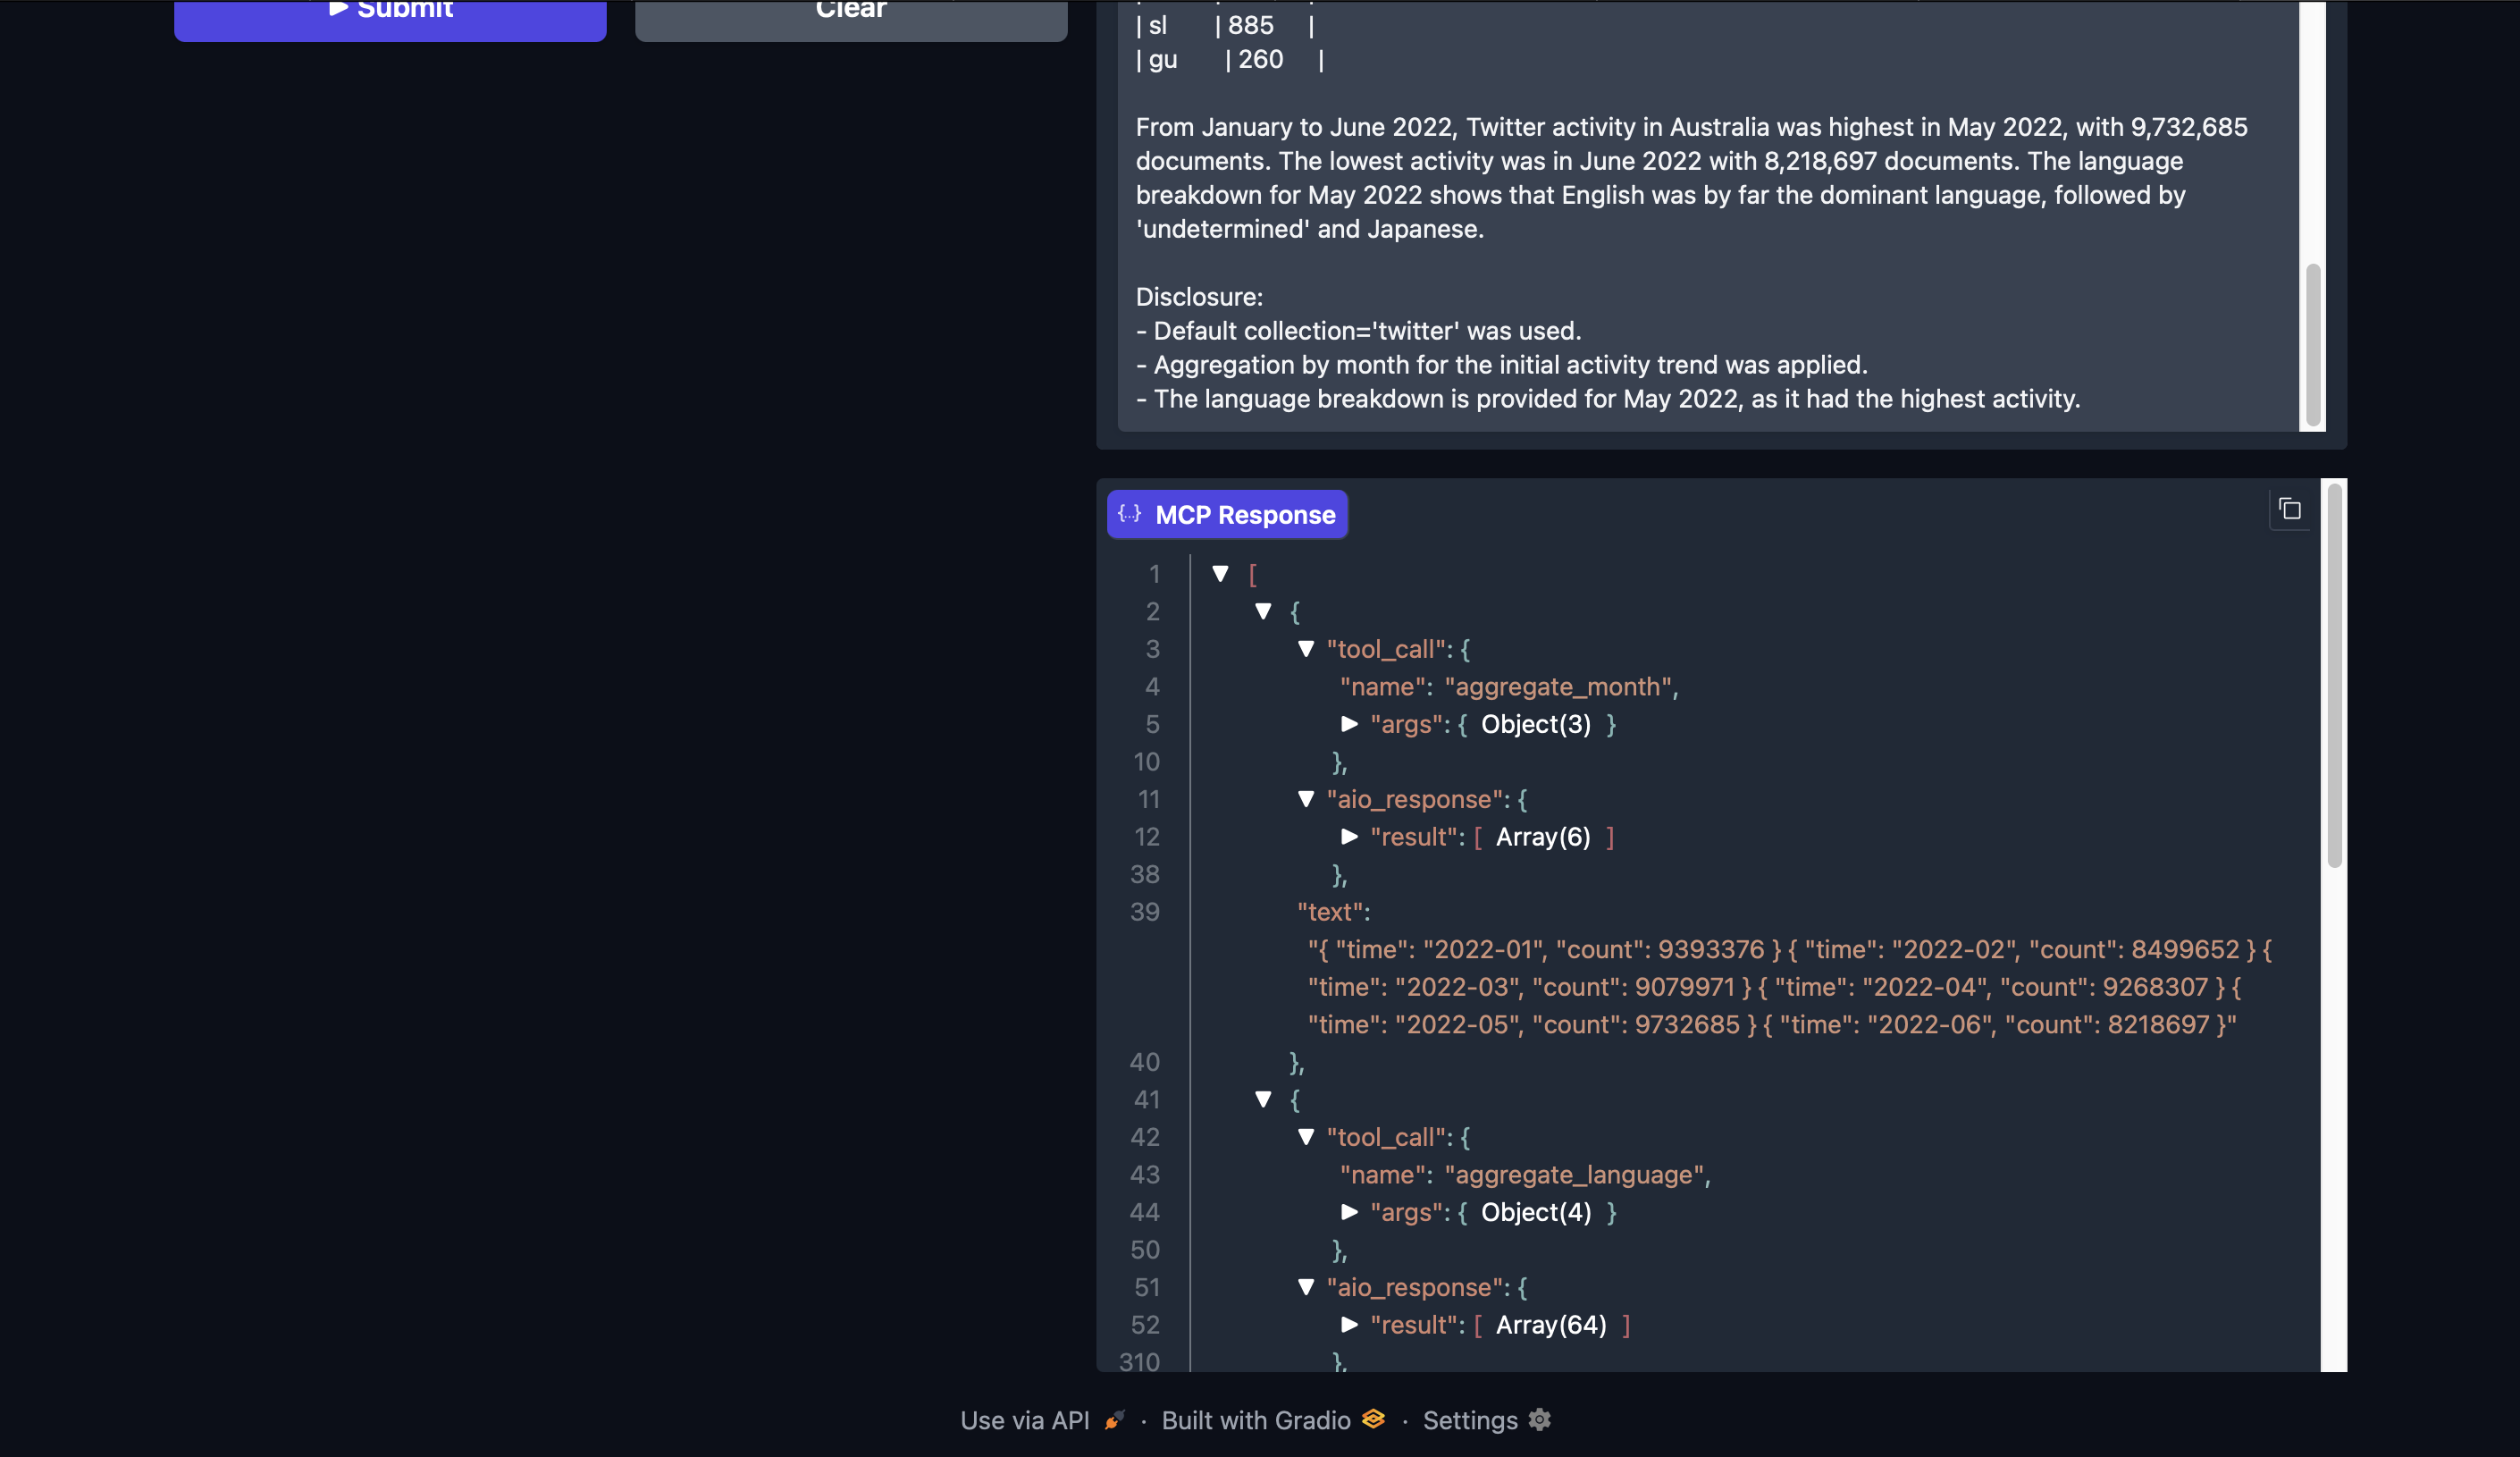 Submit
Clear
| sl | 885 |
| gu | 260 |
From January to June 2022, Twitter activity in Australia was highest in May 2022, with 9,732,685
documents. The lowest activity was in June 2022 with 8,218,697 documents. The language
breakdown for May 2022 shows that English was by far the dominant language, followed by
'undetermined' and Japanese.
Disclosure:
- Default collection='twitter' was used.
- Aggregation by month for the initial activity trend was applied.
- The language breakdown is provided for May 2022, as it had the highest activity.
{...} MCP Response
1 [
2 {
3 "tool_call": {
4 "name": "aggregate_month",
5 "args": { Object(3) }
10 },
11 "aio_response": {
12 "result": [ Array(6) ]
38 },
39 "text":
"{ "time": "2022-01", "count": 9393376 } { "time": "2022-02", "count": 8499652 } {
"time": "2022-03", "count": 9079971 } { "time": "2022-04", "count": 9268307 } {
"time": "2022-05", "count": 9732685 } { "time": "2022-06", "count": 8218697 }"
40 },
41 {
42 "tool_call": {
43 "name": "aggregate_language",
44 "args": { Object(4) }
50 },
51 "aio_response": {
52 "result": [ Array(64) ]
310 },
Use via API · Built with Gradio · Settings